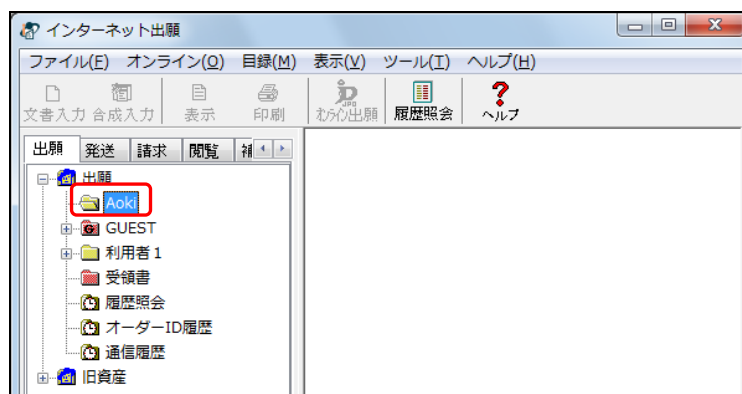 インターネット出願
ファイル(F) オンライン(O) 目録(M) 表示(V) ツール(T) ヘルプ(H)
文書入力 合成入力 表示 印刷 オンライン出願 履歴照会 ヘルプ
出願 発送 請求 閲覧
出願
Aoki
GUEST
利用者1
受領書
履歴照会
オーダーID履歴
通信履歴
旧資産